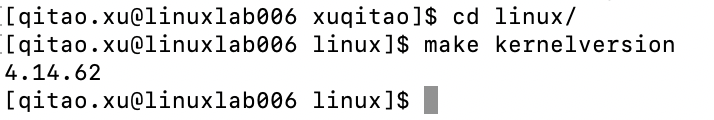 [qitao.xu@linuxlab006 xuqitao]$ cd linux/
[qitao.xu@linuxlab006 linux]$ make kernelversion
4.14.62
[qitao.xu@linuxlab006 linux]$